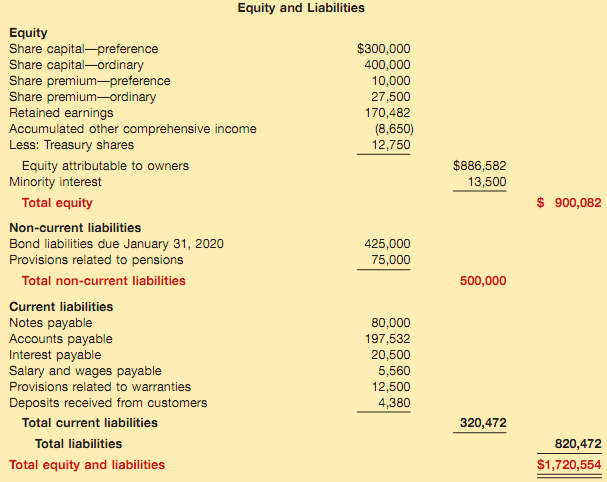 Equity and Liabilities
Equity
Share capital—preference $300,000
Share capital—ordinary 400,000
Share premium—preference 10,000
Share premium—ordinary 27,500
Retained earnings 170,482
Accumulated other comprehensive income (8,650)
Less: Treasury shares 12,750
Equity attributable to owners $886,582
Minority interest 13,500
Total equity $ 900,082
Non-current liabilities
Bond liabilities due January 31, 2020 425,000
Provisions related to pensions 75,000
Total non-current liabilities 500,000
Current liabilities
Notes payable 80,000
Accounts payable 197,532
Interest payable 20,500
Salary and wages payable 5,560
Provisions related to warranties 12,500
Deposits received from customers 4,380
Total current liabilities 320,472
Total liabilities 820,472
Total equity and liabilities $1,720,554